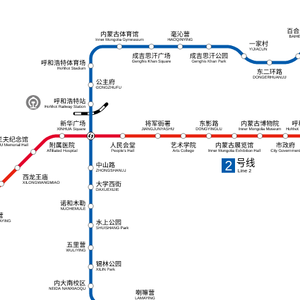 内蒙古体育馆
Inner Mongolia Gymnasium
毫沁营
HAOQINYING
百合
一家村
YIJIACUN
成吉思汗广场
Genghis Khan Square
成吉思汗公园
Genghis Khan Park
呼和浩特体育场
Hohhot Stadium
东二环路
DONGERHUANLU
公主府
GONGZHUFU
呼和浩特站
Hohhot Railway Station
新华广场
XINHUA Square
将军衙署
JIANGJUNYASHU
东影路
DONGYINGLU
内蒙古博物院
Inner Mongolia Museum
夫纪念馆
FU Memorial Hall
附属医院
Affiliated Hospital
人民会堂
People's Hall
艺术学院
Arts College
内蒙古展览馆
Inner Mongolia Exhibition Hall
市政府
City Government
中山路
ZHONGSHANLU
2 号线
Line 2
西龙王庙
XILONGWANGMIAO
大学西街
DAXUEXIJIE
诺和木勒
NUOHEMULE
水上公园
SHUISHANG Park
五里营
WULIYING
锡林公园
XILIN Park
内大南校区
NEIDA NANXIAOQU
喇嘛营
LAMAYING